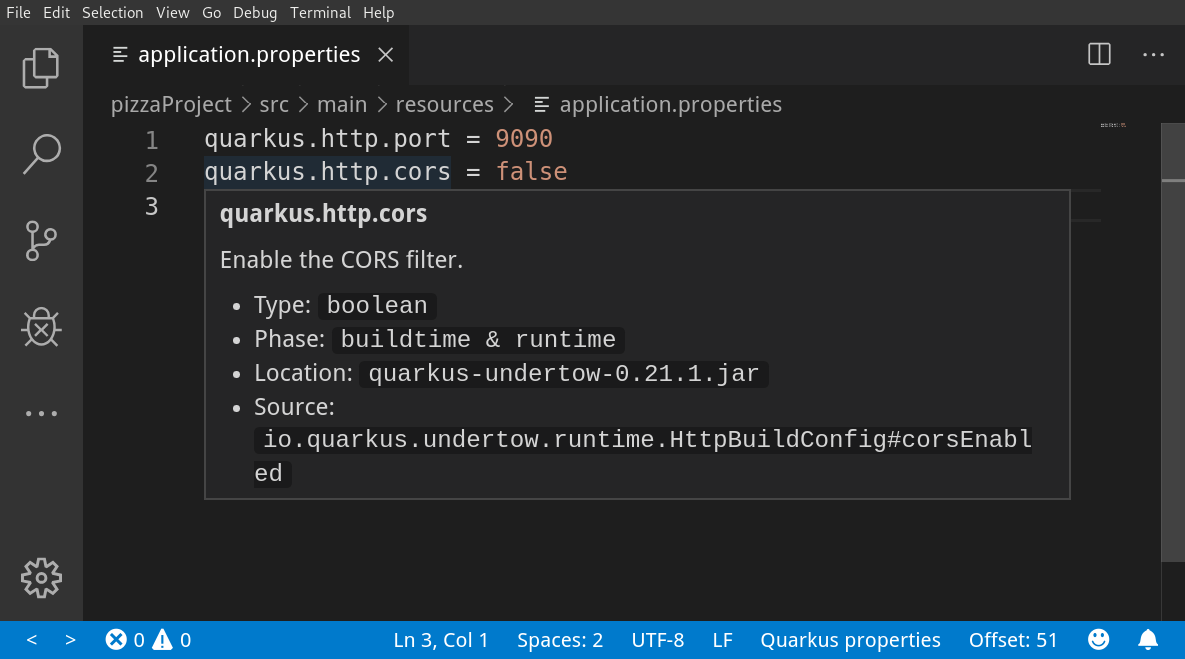 File Edit Selection View Go Debug Terminal Help
application.properties
pizzaProject > src > main > resources > application.properties
1 quarkus.http.port = 9090
2 quarkus.http.cors = false
3
quarkus.http.cors
Enable the CORS filter.
• Type: boolean
• Phase: buildtime & runtime
• Location: quarkus-undertow-0.21.1.jar
• Source:
io.quarkus.undertow.runtime.HttpBuildConfig#corsEnabl
ed
< > 0 0 Ln 3, Col 1 Spaces: 2 UTF-8 LF Quarkus properties Offset: 51